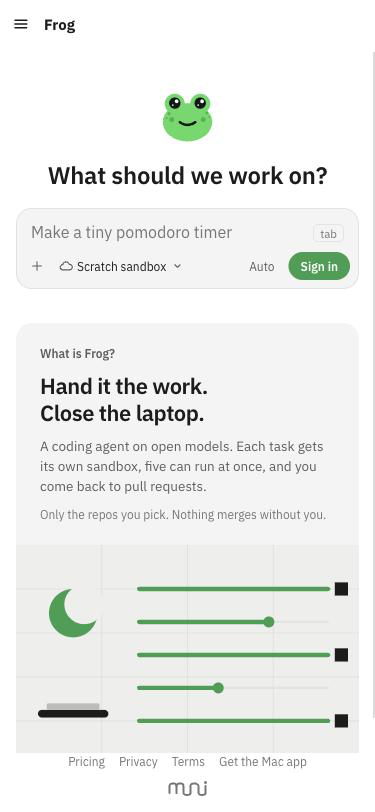 Frog
What should we work on?
Make a tiny pomodoro timer
tab
Scratch sandbox
Auto
Sign in
What is Frog?
Hand it the work.
Close the laptop.
A coding agent on open models. Each task gets
its own sandbox, five can run at once, and you
come back to pull requests.
Only the repos you pick. Nothing merges without you.
Pricing
Privacy
Terms
Get the Mac app